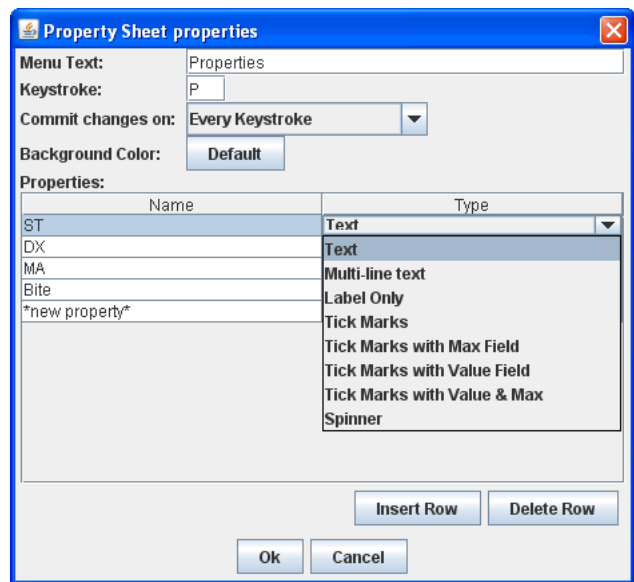 Property Sheet properties
Menu Text: Properties
Keystroke: P
Commit changes on: Every Keystroke
Background Color: Default
Properties:
Name Type
ST Text
DX Text
MA Multi-line text
Bite Label Only
*new property* Tick Marks
Tick Marks with Max Field
Tick Marks with Value Field
Tick Marks with Value & Max
Spinner
Insert Row Delete Row
Ok Cancel